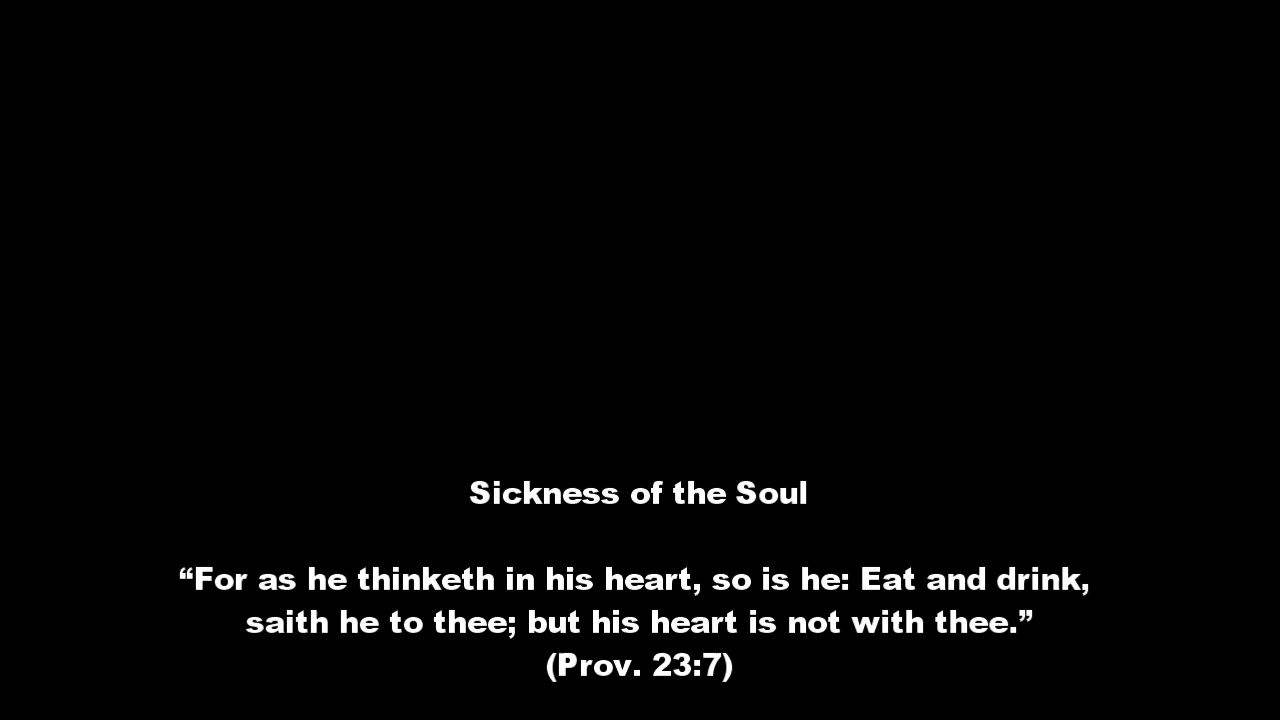 Sickness of the Soul
“For as he thinketh in his heart, so is he: Eat and drink,
saith he to thee; but his heart is not with thee.”
(Prov. 23:7)